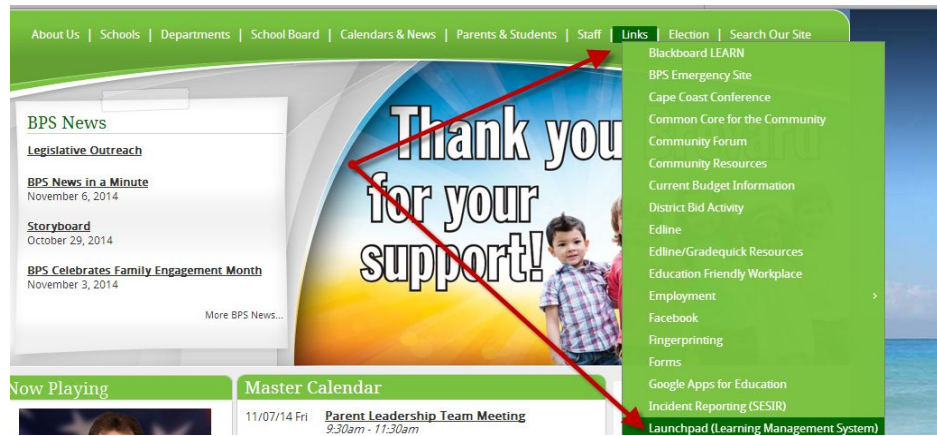 About Us | Schools | Departments | School Board | Calendars & News | Parents & Students | Staff | Links | Election | Search Our Site
Blackboard LEARN
BPS Emergency Site
Cape Coast Conference
Common Core for the Community
Community Forum
Community Resources
Current Budget Information
District Bid Activity
Edline
Edline/Gradequick Resources
Education Friendly Workplace
Employment >
Facebook
Fingerprinting
Forms
Google Apps for Education
Incident Reporting (SESIR)
Launchpad (Learning Management System)
BPS News
Legislative Outreach
BPS News in a Minute
November 6, 2014
Storyboard
October 29, 2014
BPS Celebrates Family Engagement Month
November 3, 2014
More BPS News...
Thank you
for your
support!
Now Playing
Master Calendar
11/07/14 Fri Parent Leadership Team Meeting
9:30am - 11:30am